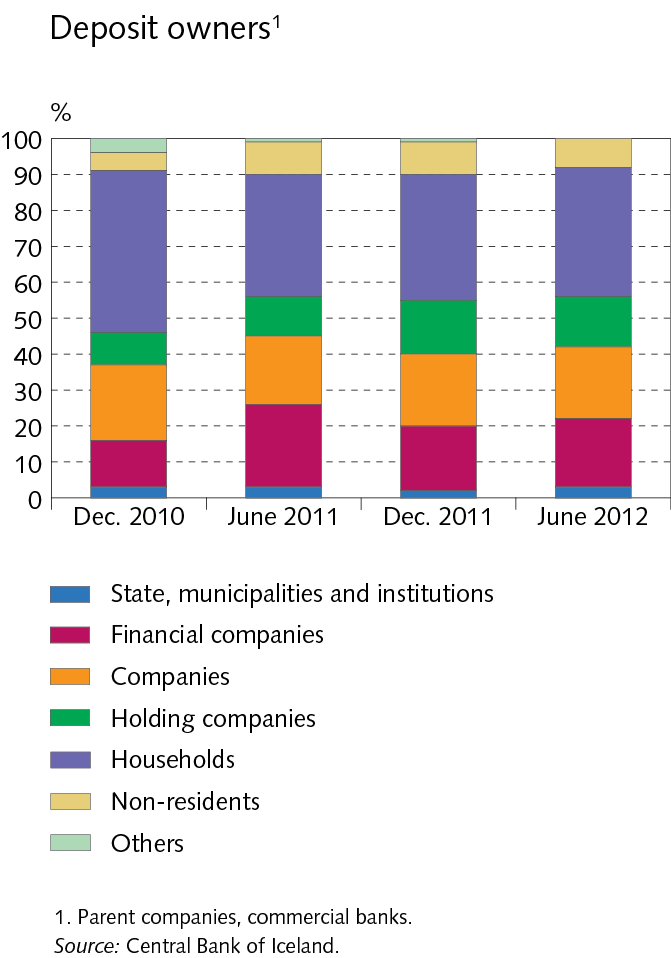 Deposit owners¹
%
100
90
80
70
60
50
40
30
20
10
0
Dec. 2010 June 2011 Dec. 2011 June 2012
State, municipalities and institutions
Financial companies
Companies
Holding companies
Households
Non-residents
Others
1. Parent companies, commercial banks.
Source: Central Bank of Iceland.